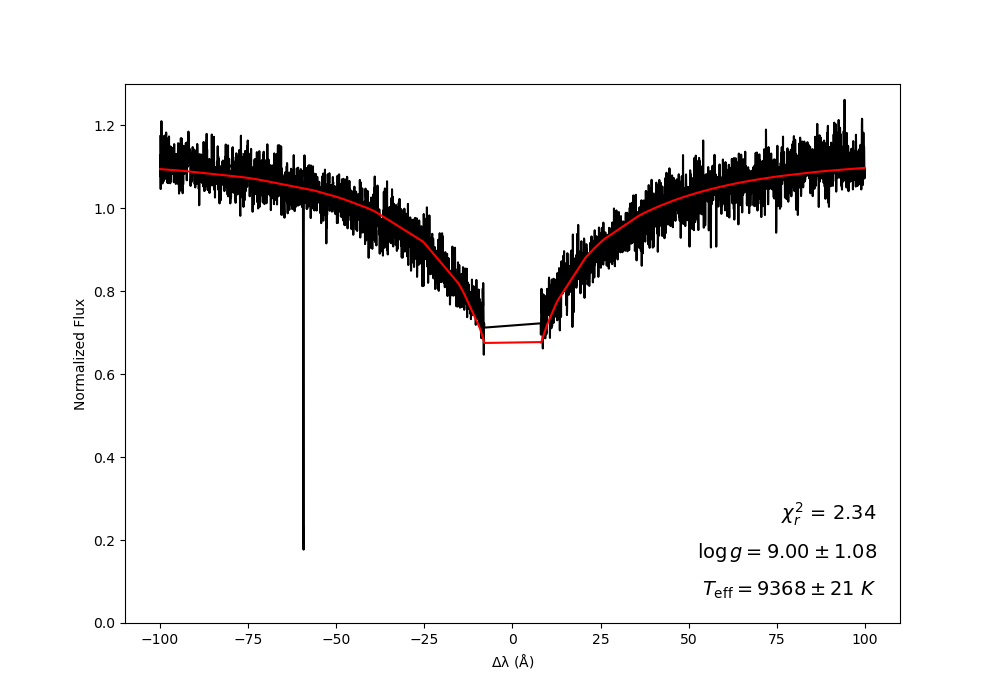 1.2
1.0
0.8
0.6
0.4
0.2
0.0
Normalized Flux
χ²ᵣ = 2.34
log g = 9.00 ± 1.08
T_eff = 9368 ± 21 K
−100 −75 −50 −25 0 25 50 75 100
Δλ (Å)